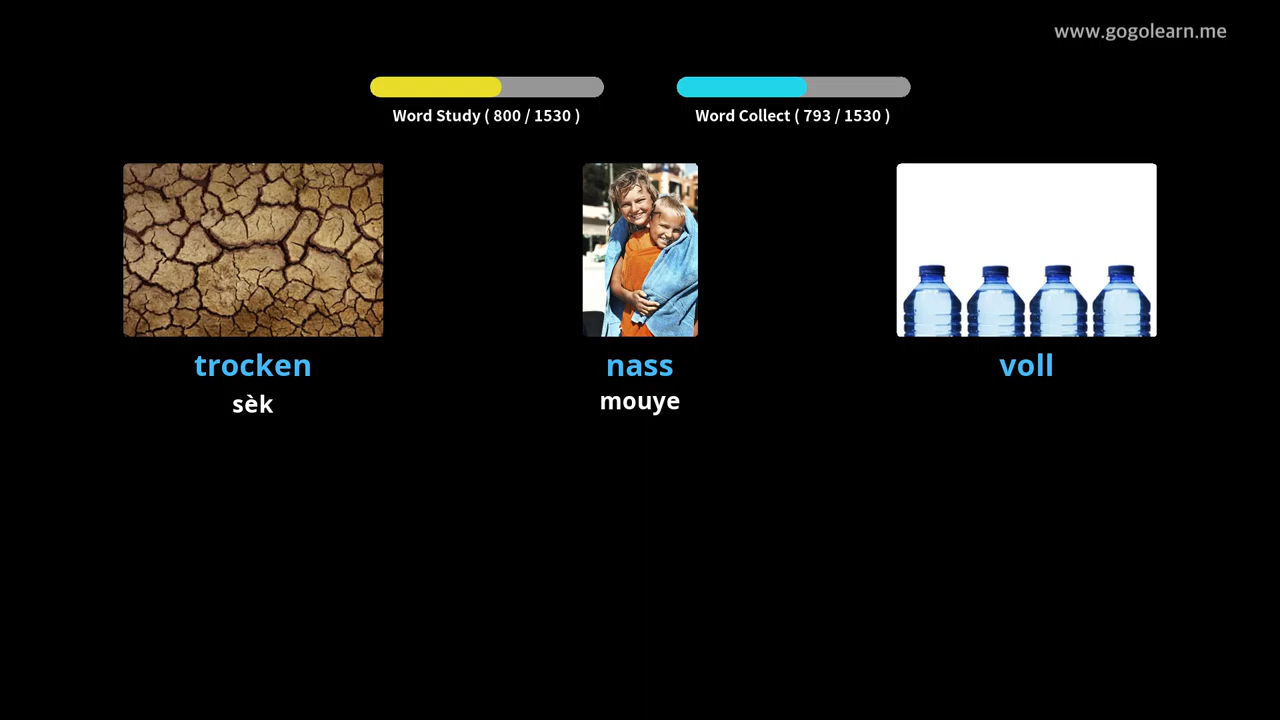 www.gogolearn.me
Word Study ( 800 / 1530 )
Word Collect ( 793 / 1530 )
trocken
nass
voll
sèk
mouye